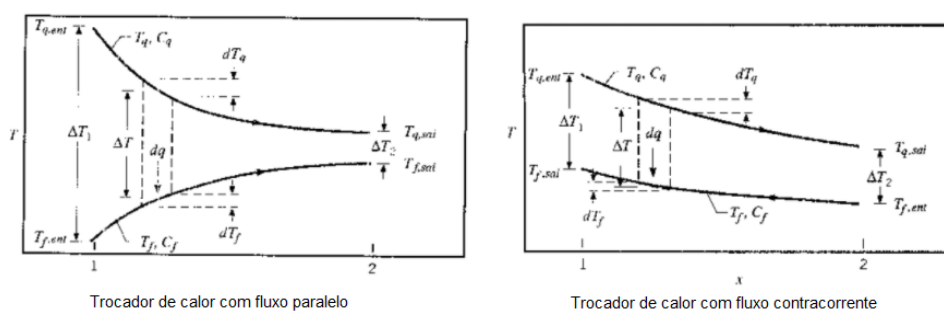 T_q,ent
T_q, C_q
dT_q
T
ΔT_1
ΔT
dq
ΔT_2
T_q,sai
T_f,sai
T_f,ent
T_f, C_f
dT_f
1
2
Trocador de calor com fluxo paralelo
T_q,ent
T_q, C_q
dT_q
T
ΔT_1
ΔT
dq
T_q,sai
T_f,sai
ΔT_2
dT_f
T_f, C_f
T_f,ent
1
x
2
Trocador de calor com fluxo contracorrente